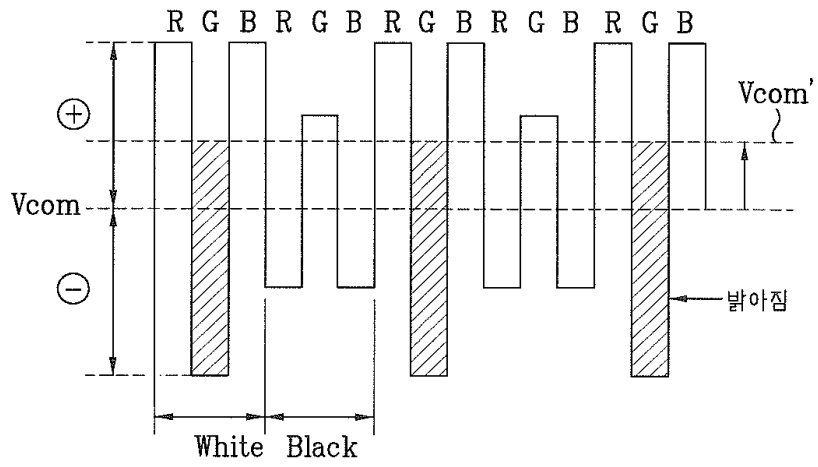 R G B R G B R G B R G B R G B
⊕
Vcom'
Vcom
⊖
밝아짐
White Black